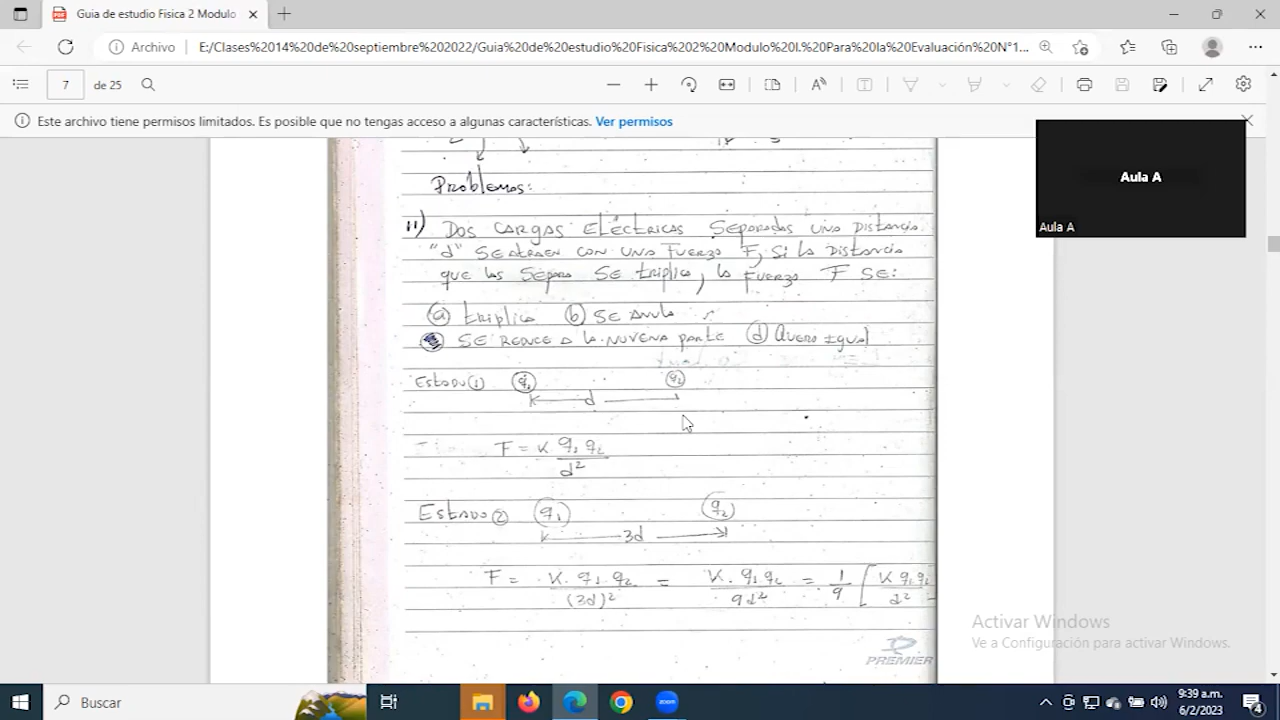 Guia de estudio Fisica 2 Modulo
Archivo E:/Clases%2014%20de%20septiembre%202022/Guia%20de%20estudio%20Fisica%202%20Modulo%20I.%20Para%20la%20Evaluación%20N°1...
7 de 25
Este archivo tiene permisos limitados. Es posible que no tengas acceso a algunas características. Ver permisos
Aula A
Aula A
Problemas:
11) Dos cargas eléctricas separadas una distancia
"d" se atraen con una fuerza F, si la distancia
que las separa se triplica, la fuerza F se:
a triplica b se anula
se reduce a la novena parte d queda igual
Estado 1 q1 q2
d
F = K q1 q2 / d²
Estado 2 q1 q2
3d
F = K . q1 q2 / (3d)² = K . q1 q2 / 9d² = 1/9 [K q1 q2 / d²
PREMIER
Activar Windows
Ve a Configuración para activar Windows.
Buscar
zoom
9:39 a.m.
6/2/2023
4